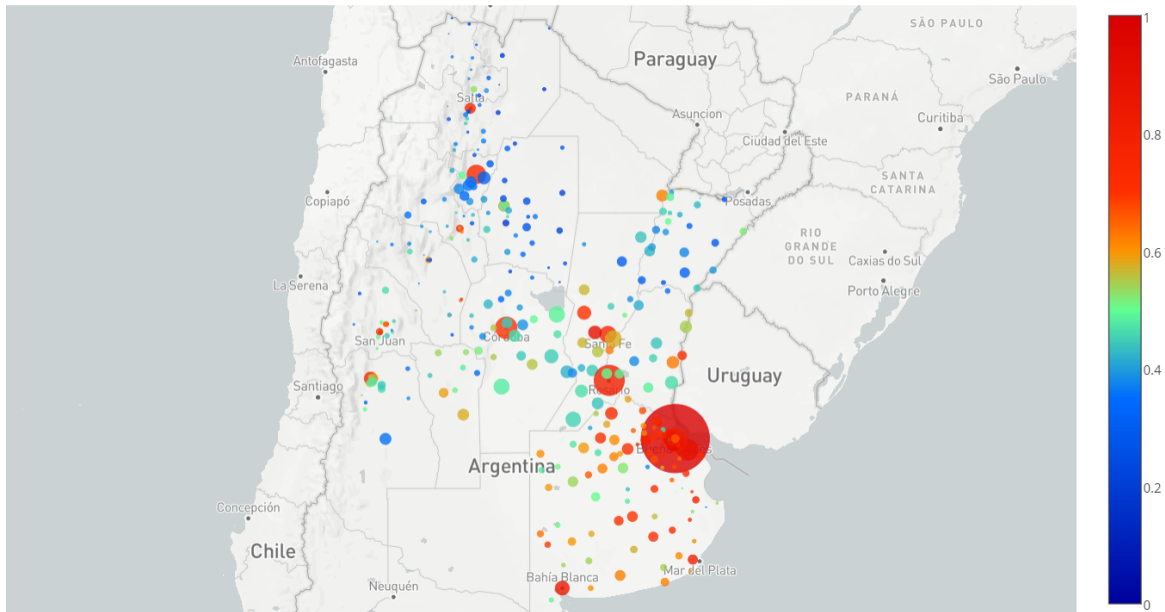 SÃO PAULO
Paraguay
Antofagasta
São Paulo
Salta
PARANÁ
Asuncion
Curitiba
Ciudad del Este
SANTA
CATARINA
Copiapó
Posadas
RIO
GRANDE
DO SUL
Caxias do Sul
La Serena
Porto Alegre
San Juan
Córdoba
Santa Fe
Uruguay
Santiago
Rosario
Buenos Aires
Argentina
Concepción
Chile
Bahía Blanca
Mar del Plata
Neuquén
1
0.8
0.6
0.4
0.2
0